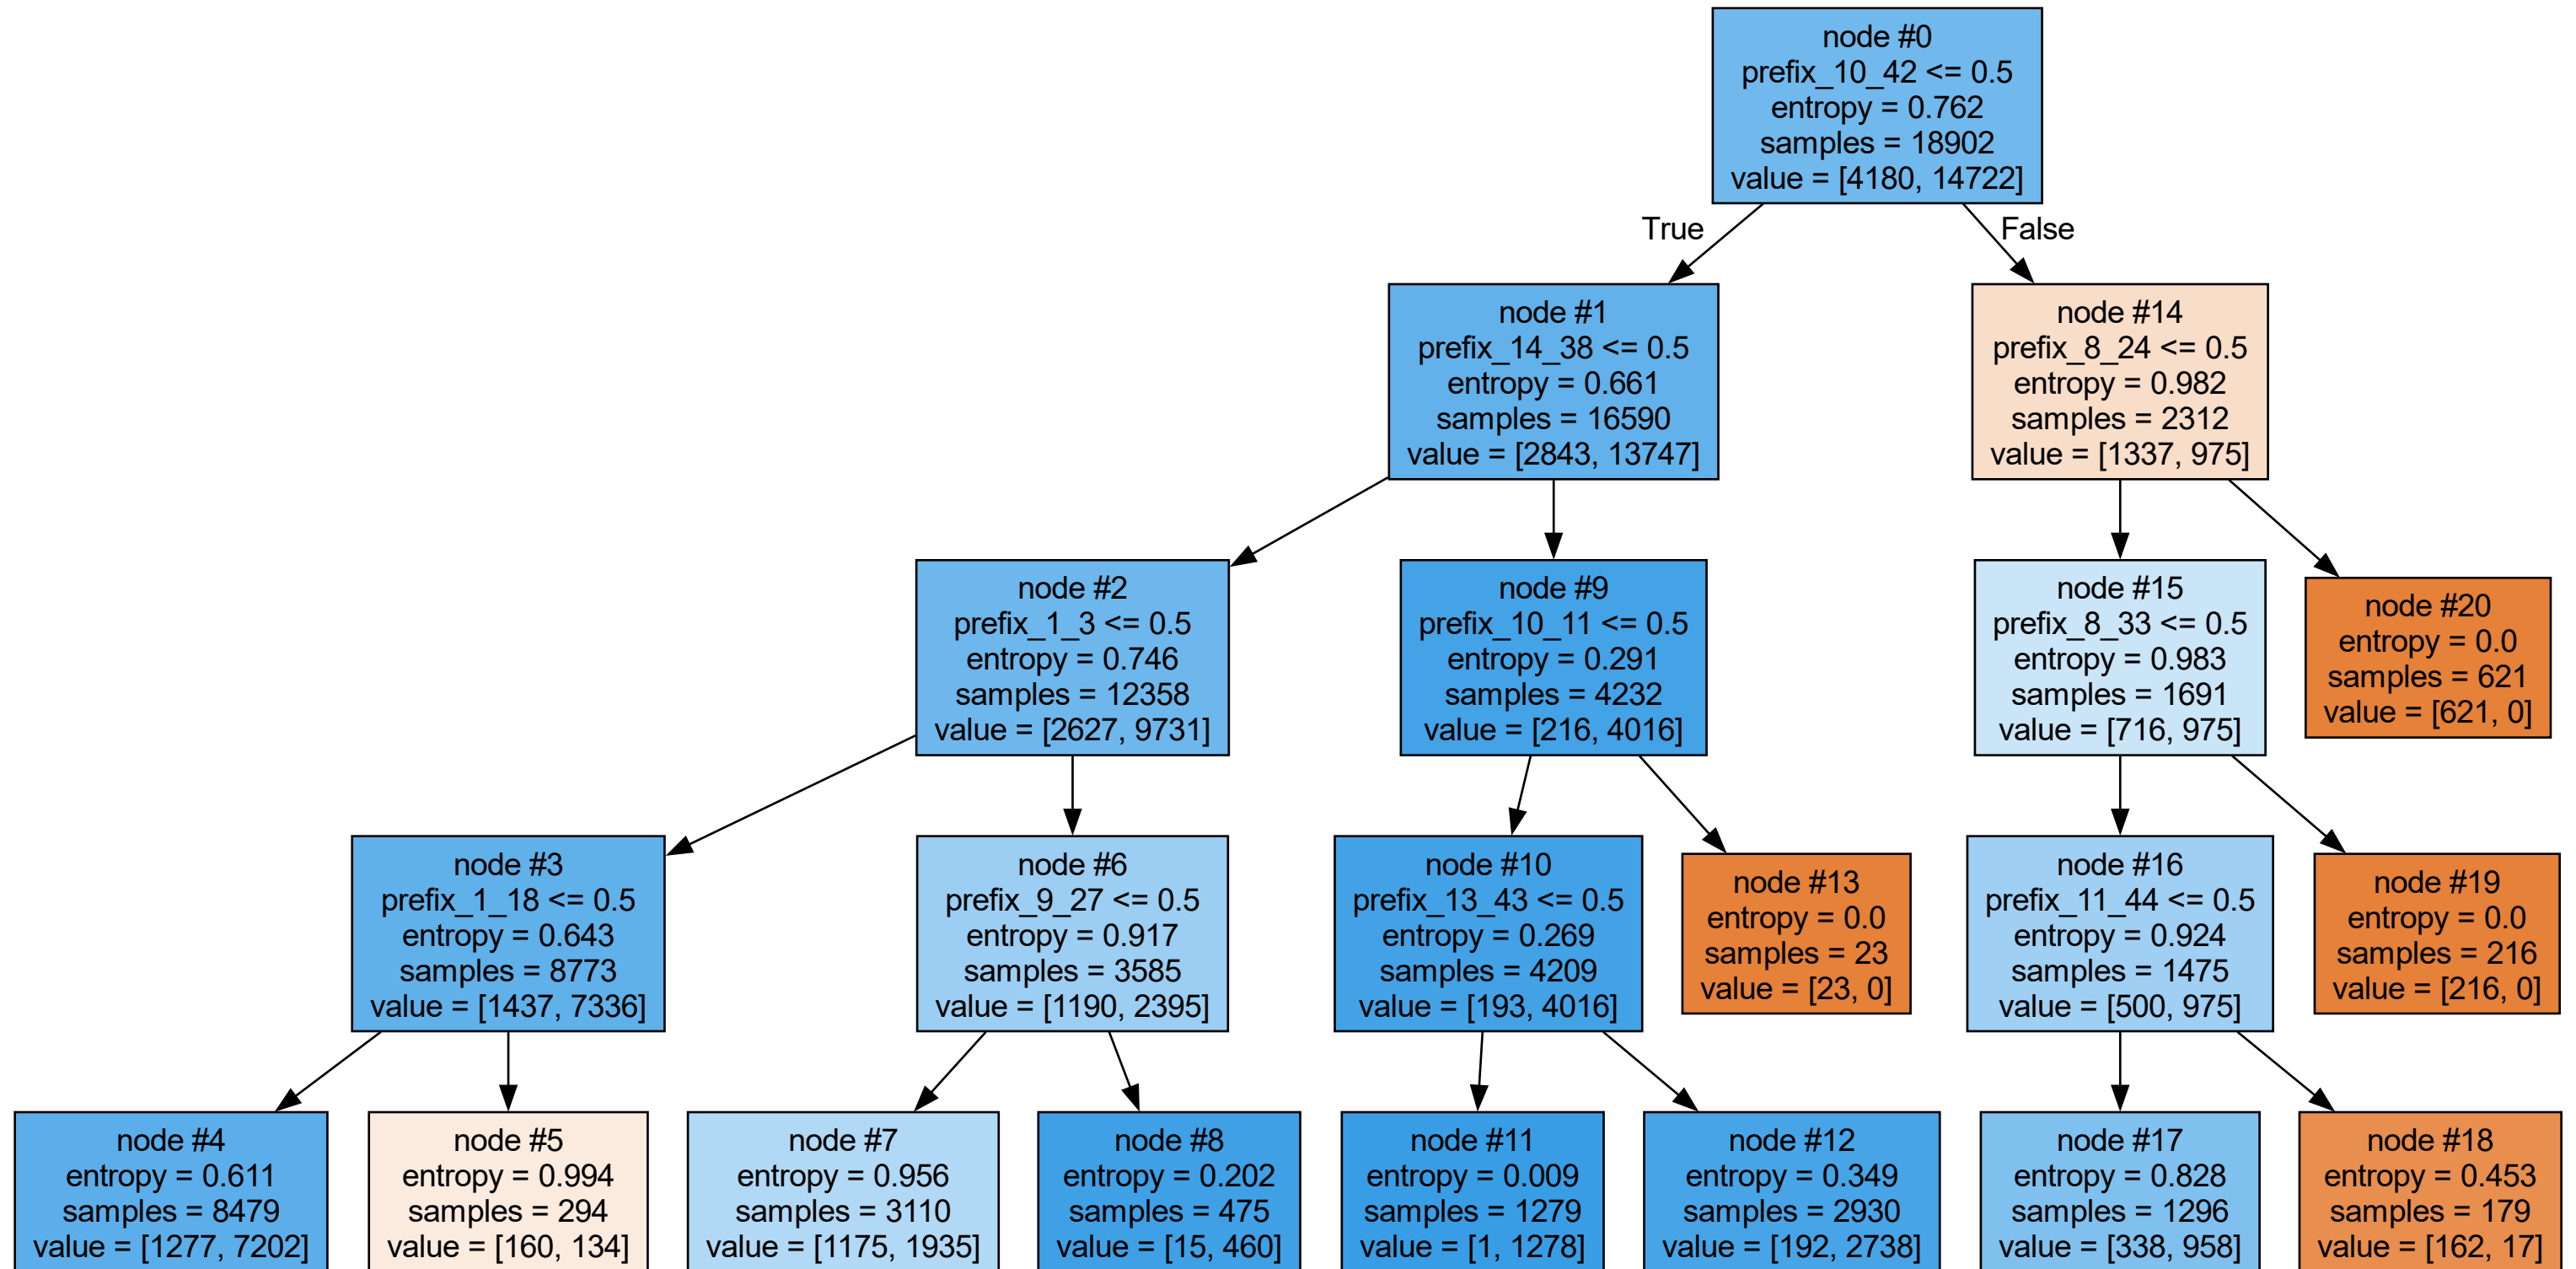 node #0
prefix_10_42 <= 0.5
entropy = 0.762
samples = 18902
value = [4180, 14722]
True
False
node #1
prefix_14_38 <= 0.5
entropy = 0.661
samples = 16590
value = [2843, 13747]
node #14
prefix_8_24 <= 0.5
entropy = 0.982
samples = 2312
value = [1337, 975]
node #2
prefix_1_3 <= 0.5
entropy = 0.746
samples = 12358
value = [2627, 9731]
node #9
prefix_10_11 <= 0.5
entropy = 0.291
samples = 4232
value = [216, 4016]
node #15
prefix_8_33 <= 0.5
entropy = 0.983
samples = 1691
value = [716, 975]
node #20
entropy = 0.0
samples = 621
value = [621, 0]
node #3
prefix_1_18 <= 0.5
entropy = 0.643
samples = 8773
value = [1437, 7336]
node #6
prefix_9_27 <= 0.5
entropy = 0.917
samples = 3585
value = [1190, 2395]
node #10
prefix_13_43 <= 0.5
entropy = 0.269
samples = 4209
value = [193, 4016]
node #13
entropy = 0.0
samples = 23
value = [23, 0]
node #16
prefix_11_44 <= 0.5
entropy = 0.924
samples = 1475
value = [500, 975]
node #19
entropy = 0.0
samples = 216
value = [216, 0]
node #4
entropy = 0.611
samples = 8479
value = [1277, 7202]
node #5
entropy = 0.994
samples = 294
value = [160, 134]
node #7
entropy = 0.956
samples = 3110
value = [1175, 1935]
node #8
entropy = 0.202
samples = 475
value = [15, 460]
node #11
entropy = 0.009
samples = 1279
value = [1, 1278]
node #12
entropy = 0.349
samples = 2930
value = [192, 2738]
node #17
entropy = 0.828
samples = 1296
value = [338, 958]
node #18
entropy = 0.453
samples = 179
value = [162, 17]